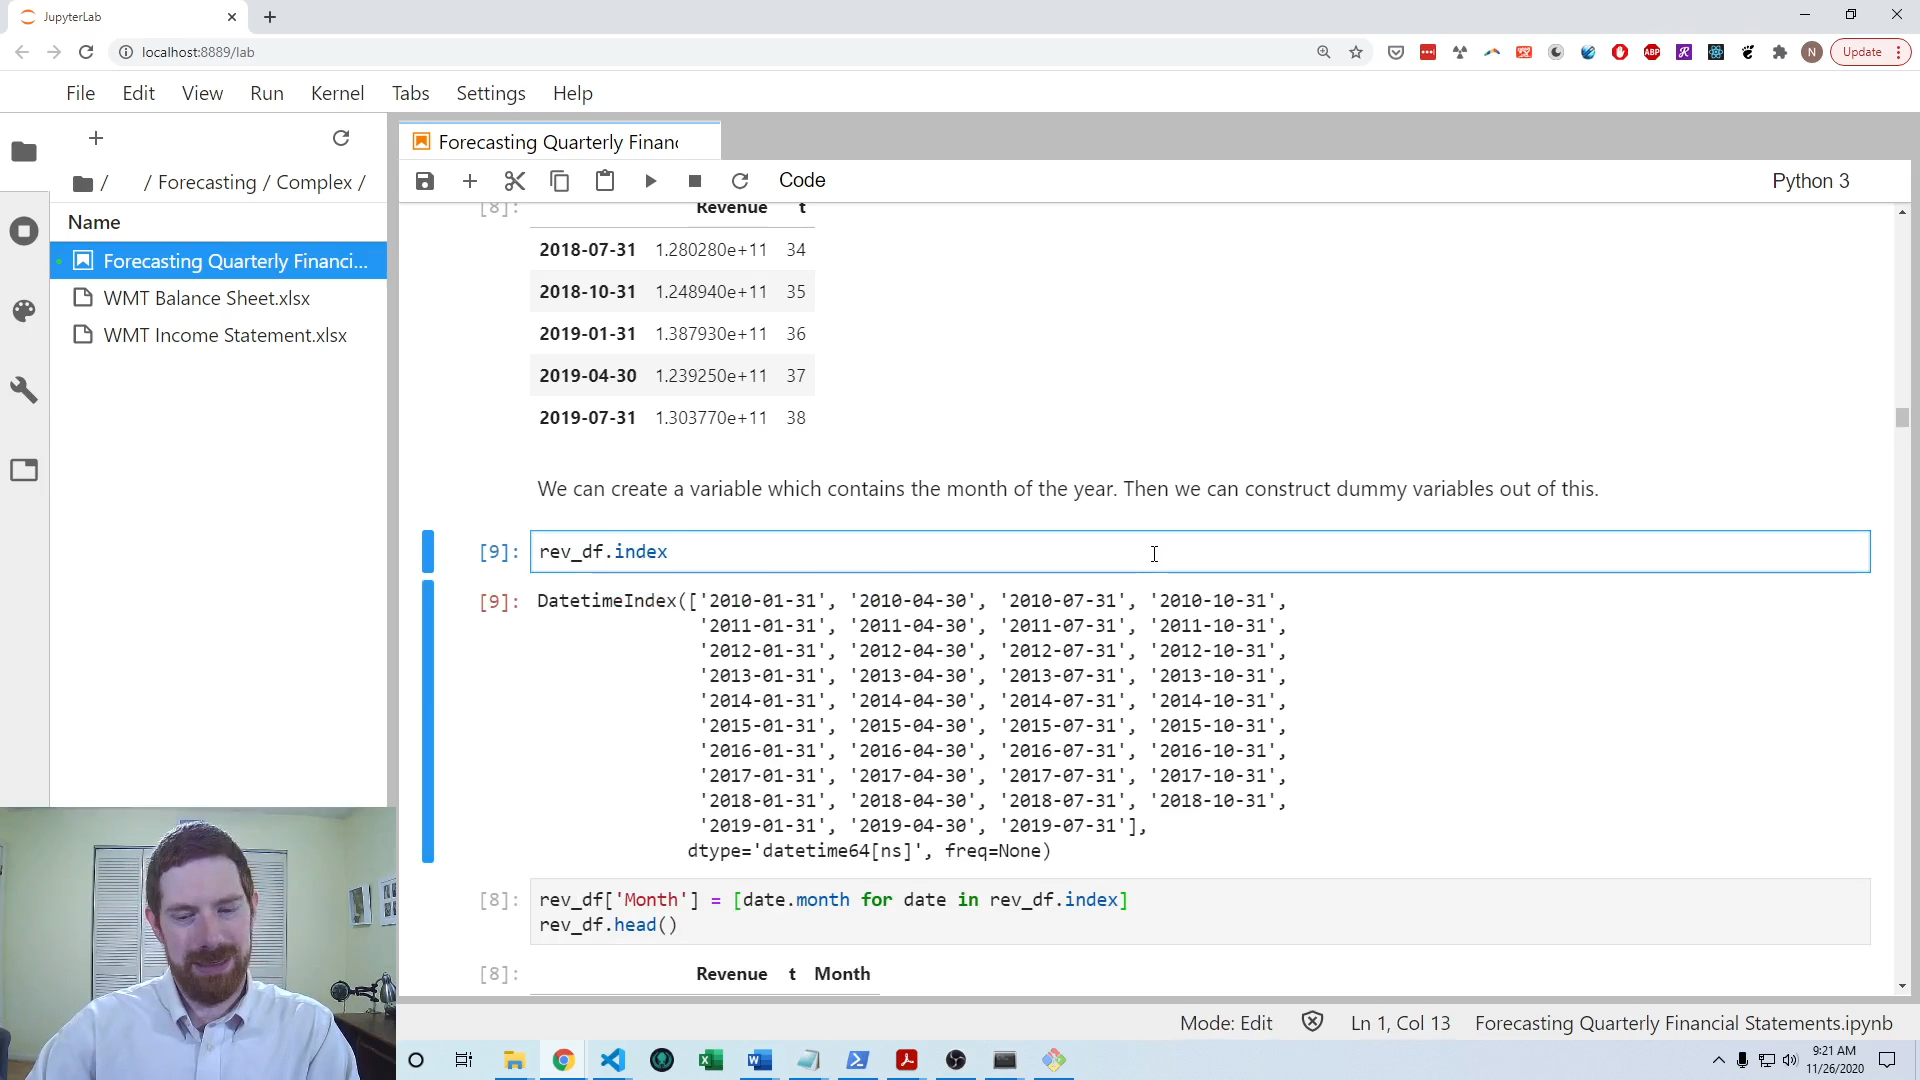 JupyterLab
localhost:8889/lab
N
Update
File Edit View Run Kernel Tabs Settings Help
Forecasting Quarterly Finan
/ / Forecasting / Complex /
Code
Python 3
Name
Forecasting Quarterly Financi...
WMT Balance Sheet.xlsx
WMT Income Statement.xlsx
[8]: Revenue t
2018-07-31 1.280280e+11 34
2018-10-31 1.248940e+11 35
2019-01-31 1.387930e+11 36
2019-04-30 1.239250e+11 37
2019-07-31 1.303770e+11 38
We can create a variable which contains the month of the year. Then we can construct dummy variables out of this.
[9]: rev_df.index
[9]: DatetimeIndex(['2010-01-31', '2010-04-30', '2010-07-31', '2010-10-31',
'2011-01-31', '2011-04-30', '2011-07-31', '2011-10-31',
'2012-01-31', '2012-04-30', '2012-07-31', '2012-10-31',
'2013-01-31', '2013-04-30', '2013-07-31', '2013-10-31',
'2014-01-31', '2014-04-30', '2014-07-31', '2014-10-31',
'2015-01-31', '2015-04-30', '2015-07-31', '2015-10-31',
'2016-01-31', '2016-04-30', '2016-07-31', '2016-10-31',
'2017-01-31', '2017-04-30', '2017-07-31', '2017-10-31',
'2018-01-31', '2018-04-30', '2018-07-31', '2018-10-31',
'2019-01-31', '2019-04-30', '2019-07-31'],
dtype='datetime64[ns]', freq=None)
[8]: rev_df['Month'] = [date.month for date in rev_df.index]
rev_df.head()
[8]: Revenue t Month
Mode: Edit Ln 1, Col 13 Forecasting Quarterly Financial Statements.ipynb
9:21 AM
11/26/2020